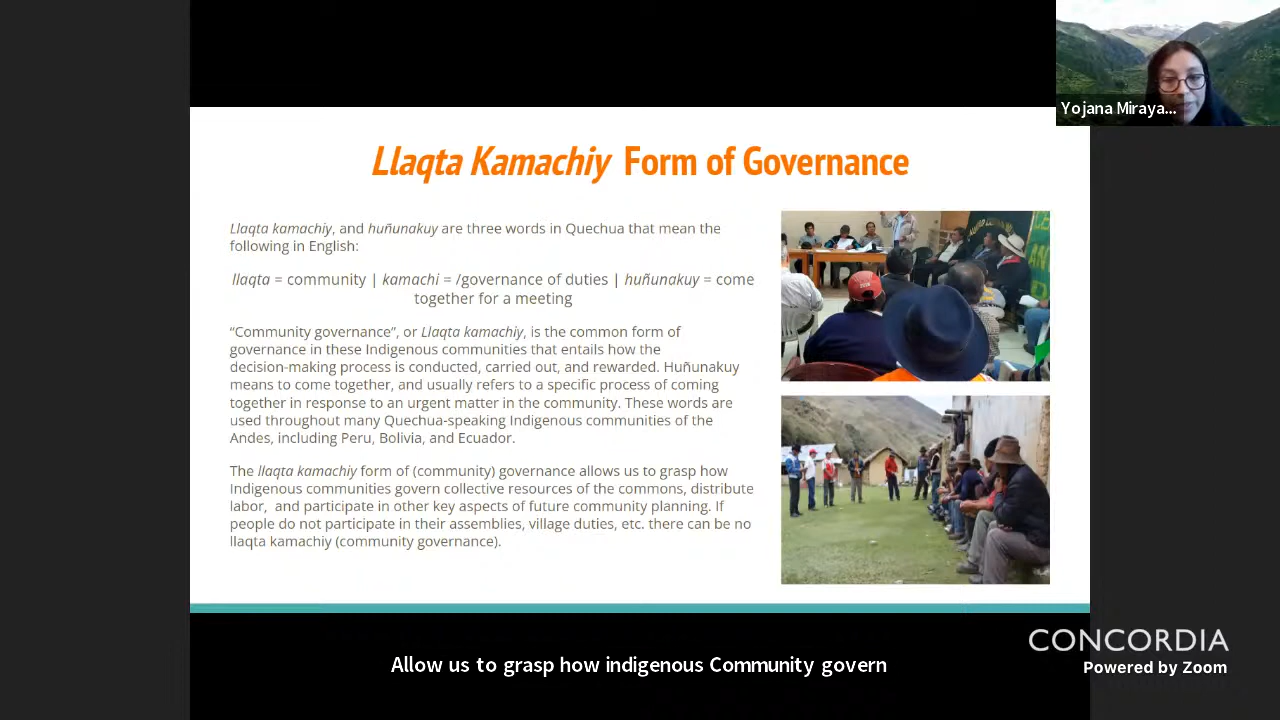 Yojana Miraya...
Llaqta Kamachiy Form of Governance
Llaqta kamachiy, and huñunakuy are three words in Quechua that mean the
following in English:
llaqta = community | kamachi = /governance of duties | huñunakuy = come
together for a meeting
“Community governance”, or Llaqta kamachiy, is the common form of
governance in these Indigenous communities that entails how the
decision-making process is conducted, carried out, and rewarded. Huñunakuy
means to come together, and usually refers to a specific process of coming
together in response to an urgent matter in the community. These words are
used throughout many Quechua-speaking Indigenous communities of the
Andes, including Peru, Bolivia, and Ecuador.
The llaqta kamachiy form of (community) governance allows us to grasp how
Indigenous communities govern collective resources of the commons, distribute
labor, and participate in other key aspects of future community planning. If
people do not participate in their assemblies, village duties, etc. there can be no
llaqta kamachiy (community governance).
CONCORDIA
Powered by Zoom
Allow us to grasp how indigenous Community govern